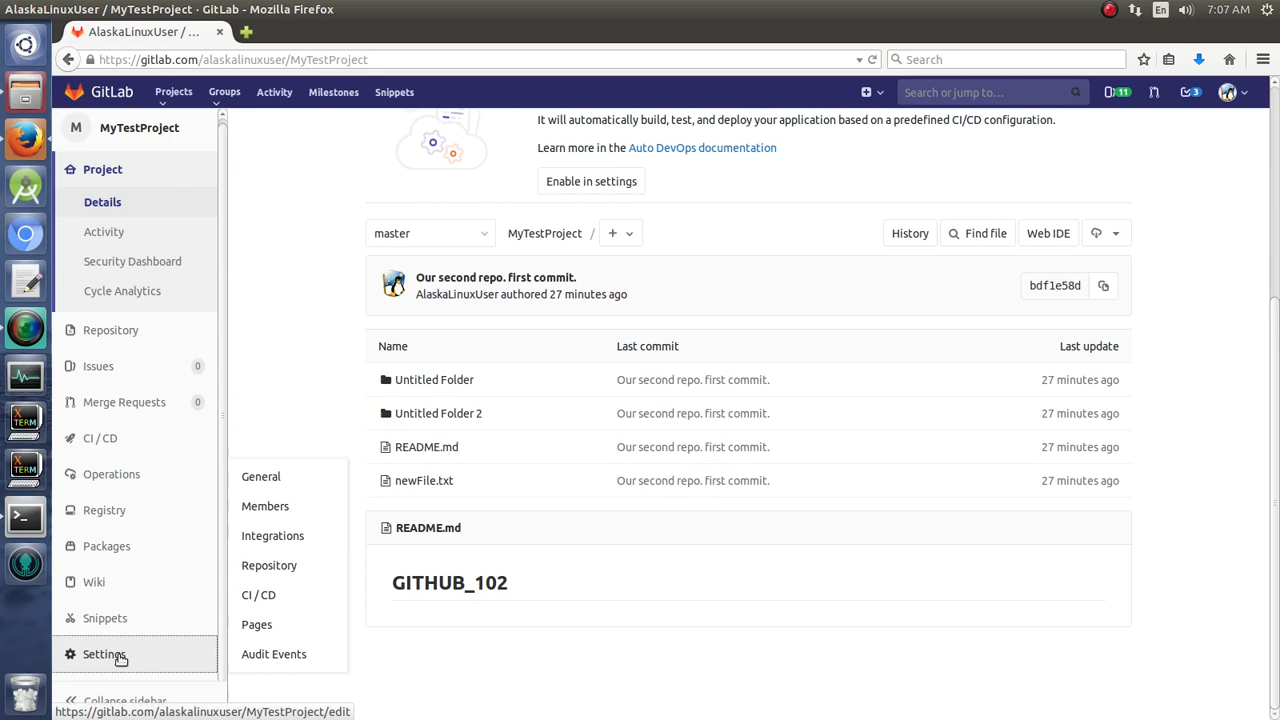 AlaskaLinuxUser / MyTestProject · GitLab - Mozilla Firefox
En
7:07 AM
AlaskaLinuxUser / ...
https://gitlab.com/alaskalinuxuser/MyTestProject
Search
GitLab
Projects
Groups
Activity
Milestones
Snippets
Search or jump to...
11
3
M
MyTestProject
Project
Details
Activity
Security Dashboard
Cycle Analytics
Repository
Issues
0
Merge Requests
0
CI / CD
Operations
Registry
Packages
Wiki
Snippets
Settings
Collapse sidebar
General
Members
Integrations
Repository
CI / CD
Pages
Audit Events
It will automatically build, test, and deploy your application based on a predefined CI/CD configuration.
Learn more in the Auto DevOps documentation
Enable in settings
master
MyTestProject /
+
History
Find file
Web IDE
Our second repo. first commit.
AlaskaLinuxUser authored 27 minutes ago
bdf1e58d
Name Last commit Last update
Untitled Folder Our second repo. first commit. 27 minutes ago
Untitled Folder 2 Our second repo. first commit. 27 minutes ago
README.md Our second repo. first commit. 27 minutes ago
newFile.txt Our second repo. first commit. 27 minutes ago
README.md
GITHUB_102
X
TERM
X
TERM
https://gitlab.com/alaskalinuxuser/MyTestProject/edit